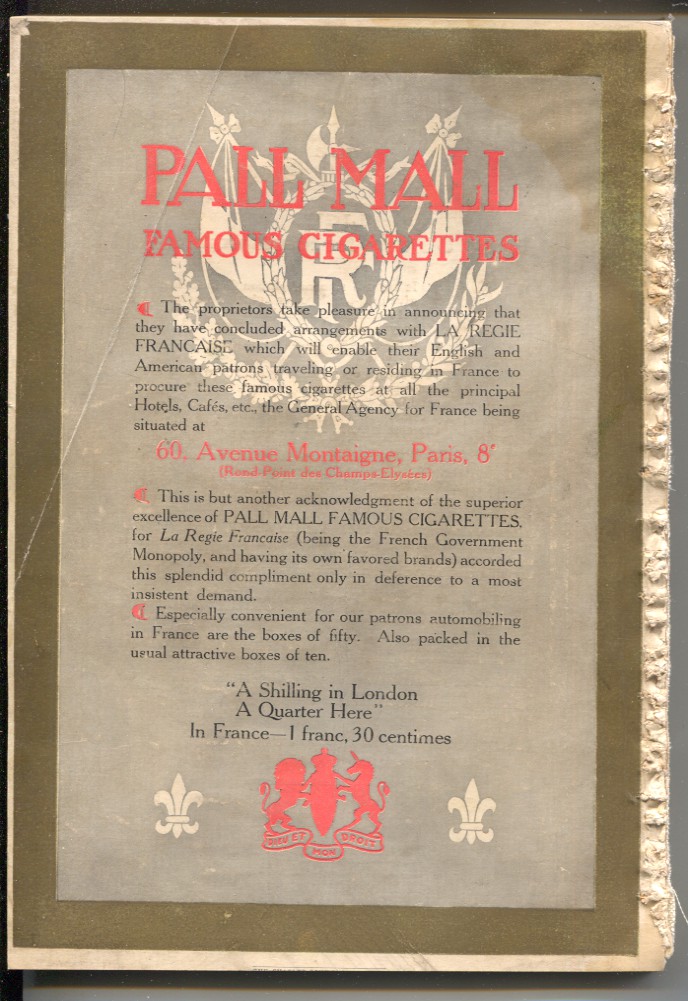 PALL MALL
FAMOUS CIGARETTES
RF
The proprietors take pleasure in announcing that
they have concluded arrangements with LA REGIE
FRANCAISE which will enable their English and
American patrons traveling or residing in France to
procure these famous cigarettes at all the principal
Hotels, Cafés, etc., the General Agency for France being
situated at
60. Avenue Montaigne, Paris, 8e
(Rond Point des Champs-Elysées)
This is but another acknowledgment of the superior
excellence of PALL MALL FAMOUS CIGARETTES,
for La Regie Francaise (being the French Government
Monopoly, and having its own favored brands) accorded
this splendid compliment only in deference to a most
insistent demand.
Especially convenient for our patrons automobiling
in France are the boxes of fifty. Also packed in the
usual attractive boxes of ten.
"A Shilling in London
A Quarter Here"
In France—1 franc, 30 centimes
DIEU ET MON DROIT